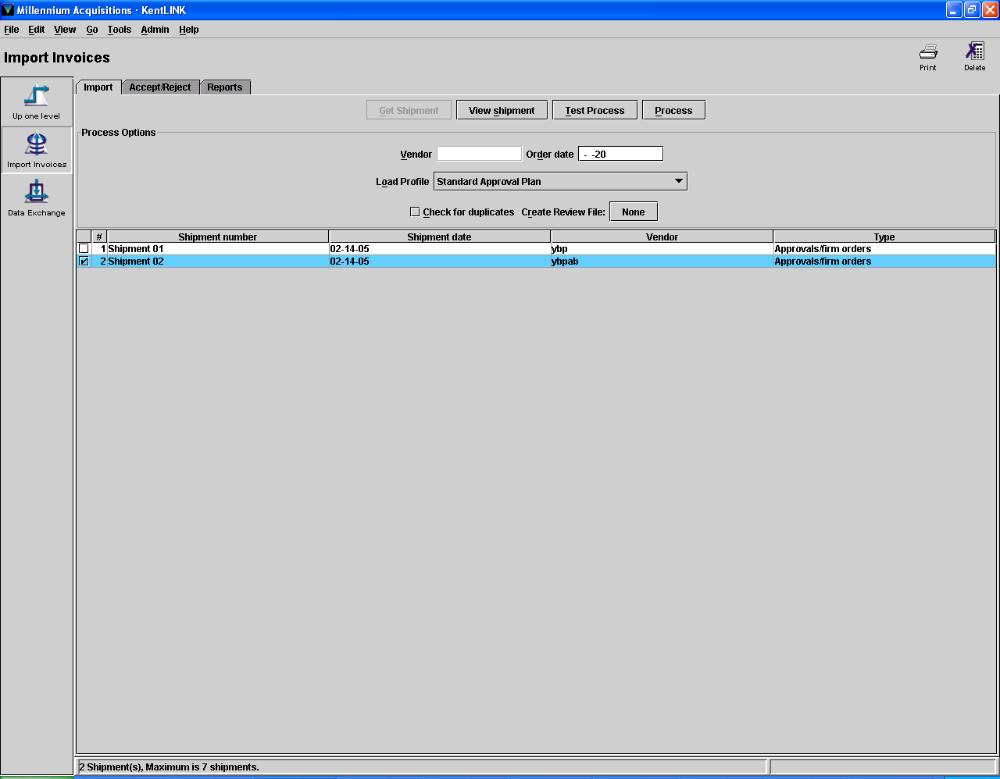 Millennium Acquisitions · KentLINK
File Edit View Go Tools Admin Help
Import Invoices
Print Delete
Up one level
Import Invoices
Data Exchange
Import Accept/Reject Reports
Get Shipment View shipment Test Process Process
Process Options
Vendor Order date - -20
Load Profile Standard Approval Plan
Check for duplicates Create Review File: None
# Shipment number Shipment date Vendor Type
1 Shipment 01 02-14-05 ybp Approvals/firm orders
2 Shipment 02 02-14-05 ybpab Approvals/firm orders
2 Shipment(s), Maximum is 7 shipments.